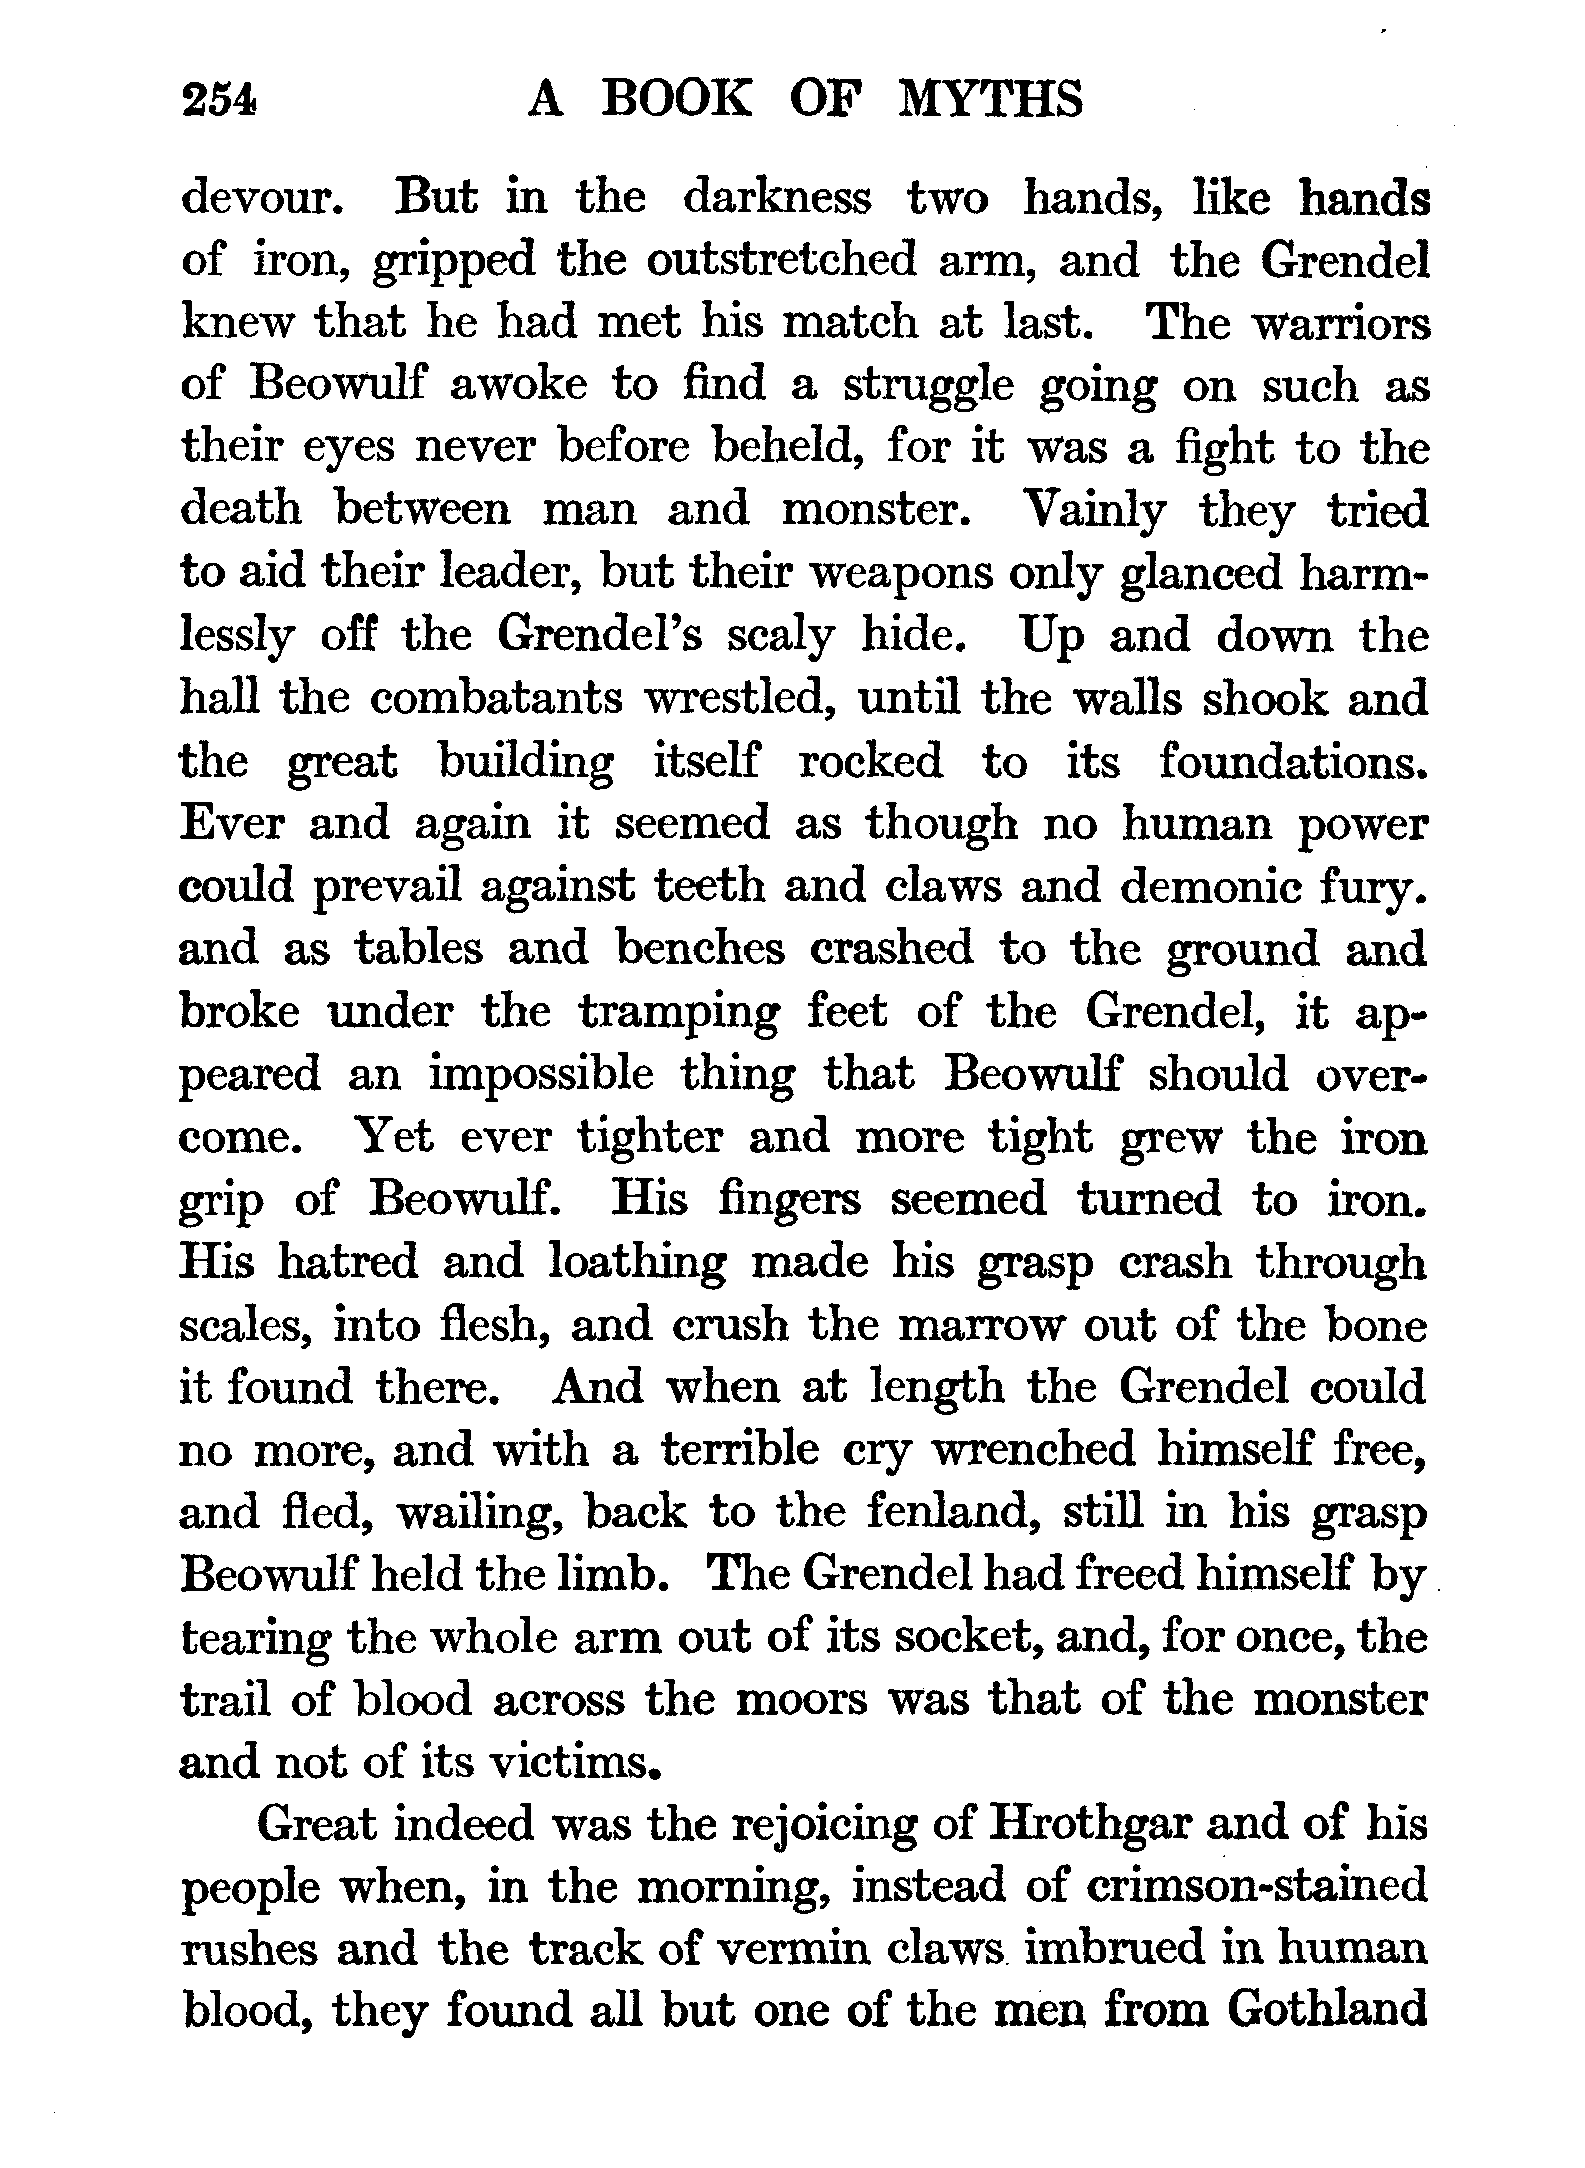 254 A BOOK OF MYTHS
devour. But in the darkness two hands, like hands
of iron, gripped the outstretched arm, and the Grendel
knew that he had met his match at last. The warriors
of Beowulf awoke to find a struggle going on such as
their eyes never before beheld, for it was a fight to the
death between man and monster. Vainly they tried
to aid their leader, but their weapons only glanced harm-
lessly off the Grendel's scaly hide. Up and down the
hall the combatants wrestled, until the walls shook and
the great building itself rocked to its foundations.
Ever and again it seemed as though no human power
could prevail against teeth and claws and demonic fury.
and as tables and benches crashed to the ground and
broke under the tramping feet of the Grendel, it ap-
peared an impossible thing that Beowulf should over-
come. Yet ever tighter and more tight grew the iron
grip of Beowulf. His fingers seemed turned to iron.
His hatred and loathing made his grasp crash through
scales, into flesh, and crush the marrow out of the bone
it found there. And when at length the Grendel could
no more, and with a terrible cry wrenched himself free,
and fled, wailing, back to the fenland, still in his grasp
Beowulf held the limb. The Grendel had freed himself by
tearing the whole arm out of its socket, and, for once, the
trail of blood across the moors was that of the monster
and not of its victims.
Great indeed was the rejoicing of Hrothgar and of his
people when, in the morning, instead of crimson-stained
rushes and the track of vermin claws imbrued in human
blood, they found all but one of the men from Gothland